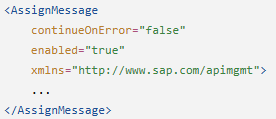 <AssignMessage
continueOnError="false"
enabled="true"
xmlns="http://www.sap.com/apimgmt">
...
</AssignMessage>